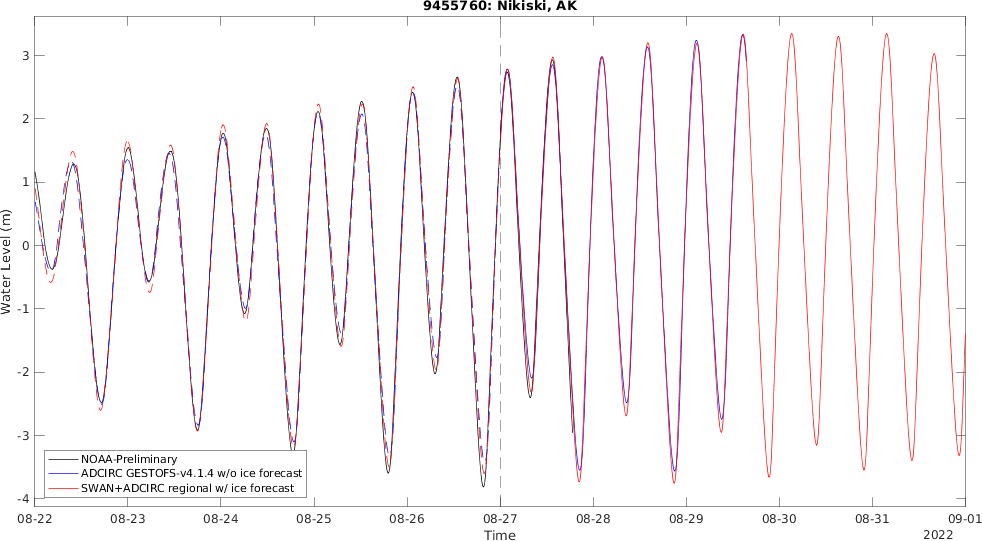 9455760: Nikiski, AK
Water Level (m)
3
2
1
0
-1
-2
-3
-4
NOAA-Preliminary
ADCIRC GESTOFS-v4.1.4 w/o ice forecast
SWAN+ADCIRC regional w/ ice forecast
08-22 08-23 08-24 08-25 08-26 08-27 08-28 08-29 08-30 08-31 09-01
Time
2022